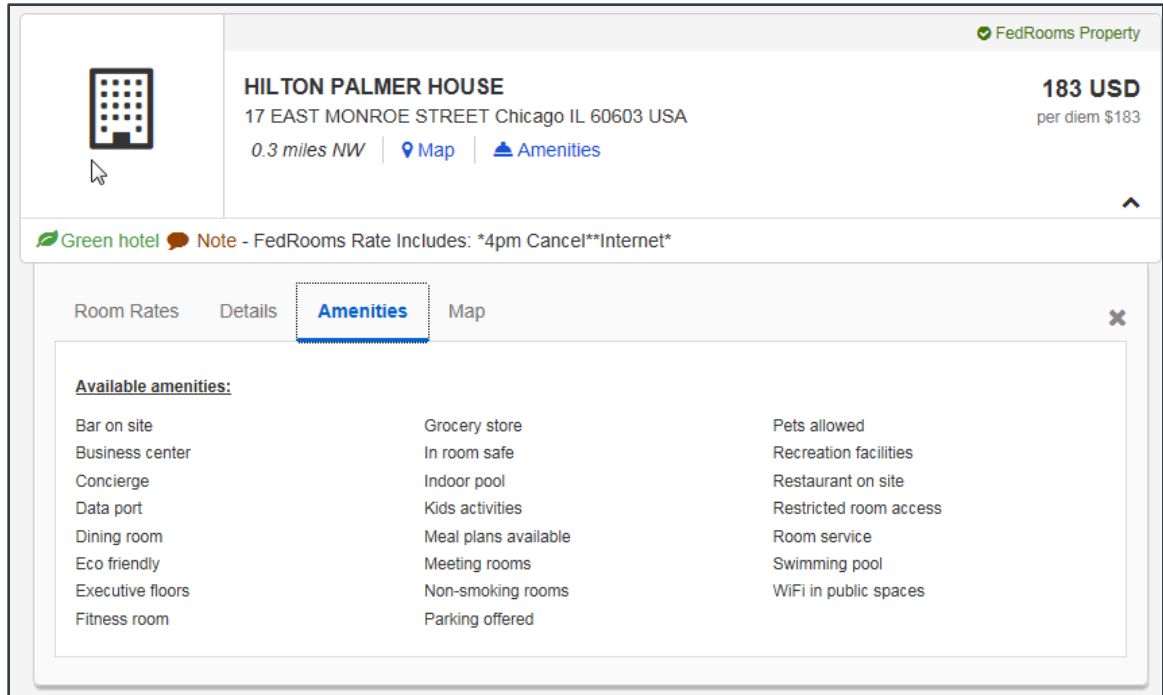 FedRooms Property
HILTON PALMER HOUSE
183 USD
17 EAST MONROE STREET Chicago IL 60603 USA
per diem $183
0.3 miles NW Map Amenities
Green hotel Note - FedRooms Rate Includes: *4pm Cancel**Internet*
Room Rates Details Amenities Map
Available amenities:
Bar on site
Business center
Concierge
Data port
Dining room
Eco friendly
Executive floors
Fitness room
Grocery store
In room safe
Indoor pool
Kids activities
Meal plans available
Meeting rooms
Non-smoking rooms
Parking offered
Pets allowed
Recreation facilities
Restaurant on site
Restricted room access
Room service
Swimming pool
WiFi in public spaces